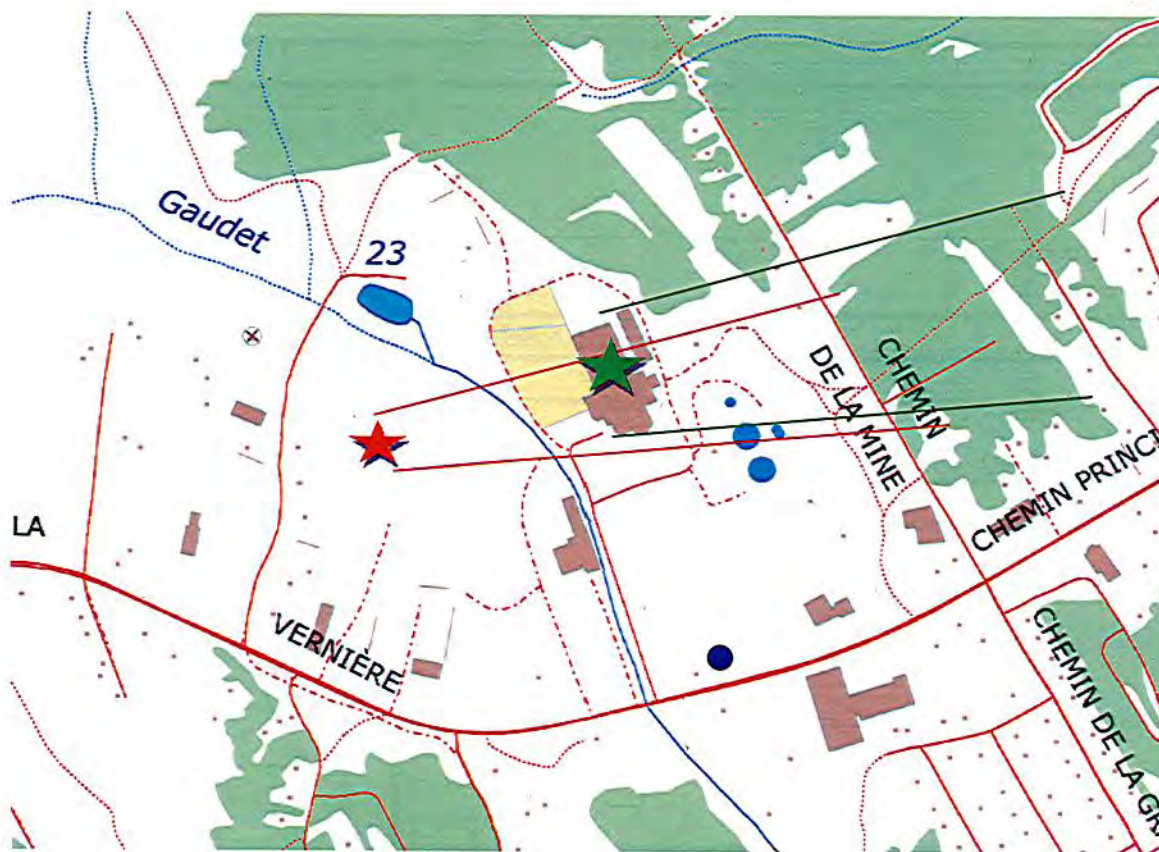 Gaudet
23
CHEMIN
DE LA MINE
CHEMIN PRINC
LA
VERNIÈRE
CHEMIN DE LA GR